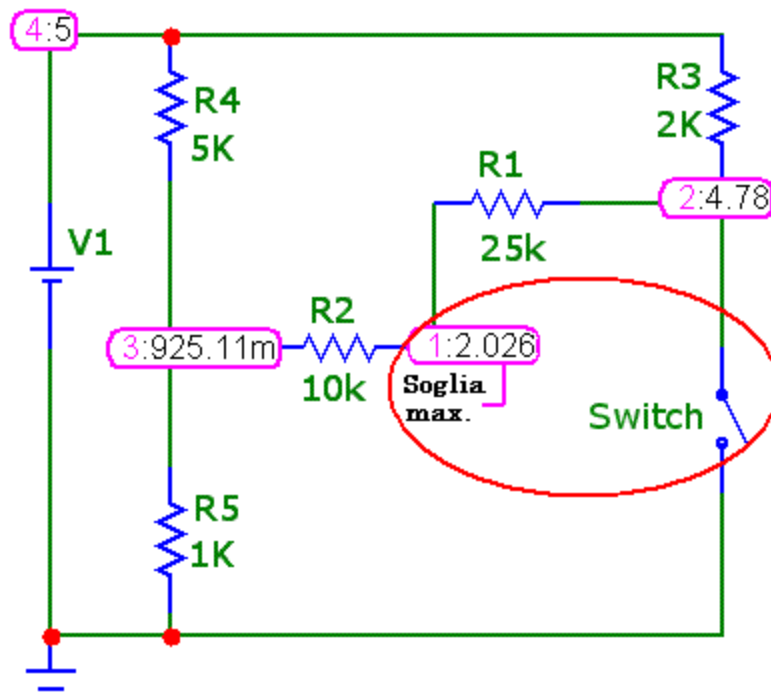 4:5
R4
5K
R3
2K
R1
25k
2:4.78
V1
R2
10k
3:925.11m
1:2.026
Soglia
max.
Switch
R5
1K